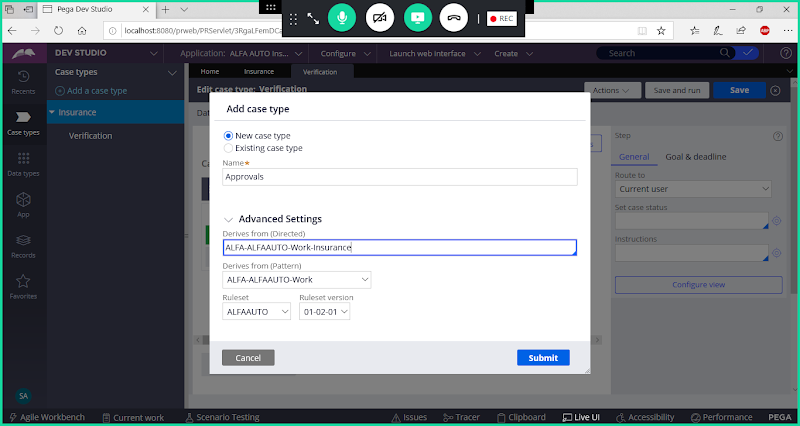 Pega Dev Studio
REC
localhost:8080/prweb/PRServlet/3RgaLFemDCa
DEV STUDIO
Application: ALFA AUTO Ins...
Configure
Launch web interface
Create
Search
Recents
Case types
Data types
App
Records
Favorites
SA
Case types
Add a case type
Insurance
Verification
Home
Insurance
Verification
Edit case type: Verification
Actions
Save and run
Save
Add case type
New case type
Existing case type
Name★
Approvals
Advanced Settings
Derives from (Directed)
ALFA-ALFAAUTO-Work-Insurance
Derives from (Pattern)
ALFA-ALFAAUTO-Work
Ruleset
Ruleset version
ALFAAUTO
01-02-01
Cancel
Submit
Step
General
Goal & deadline
Route to
Current user
Set case status
Instructions
Configure view
Agile Workbench
Current work
Scenario Testing
Issues
Tracer
Clipboard
Live UI
Accessibility
Performance
PEGA